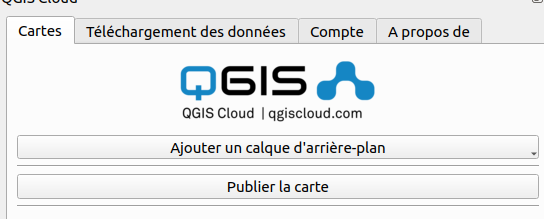 QGIS Cloud
Cartes Téléchargement des données Compte A propos de
QGIS
QGIS Cloud | qgiscloud.com
Ajouter un calque d'arrière-plan
Publier la carte